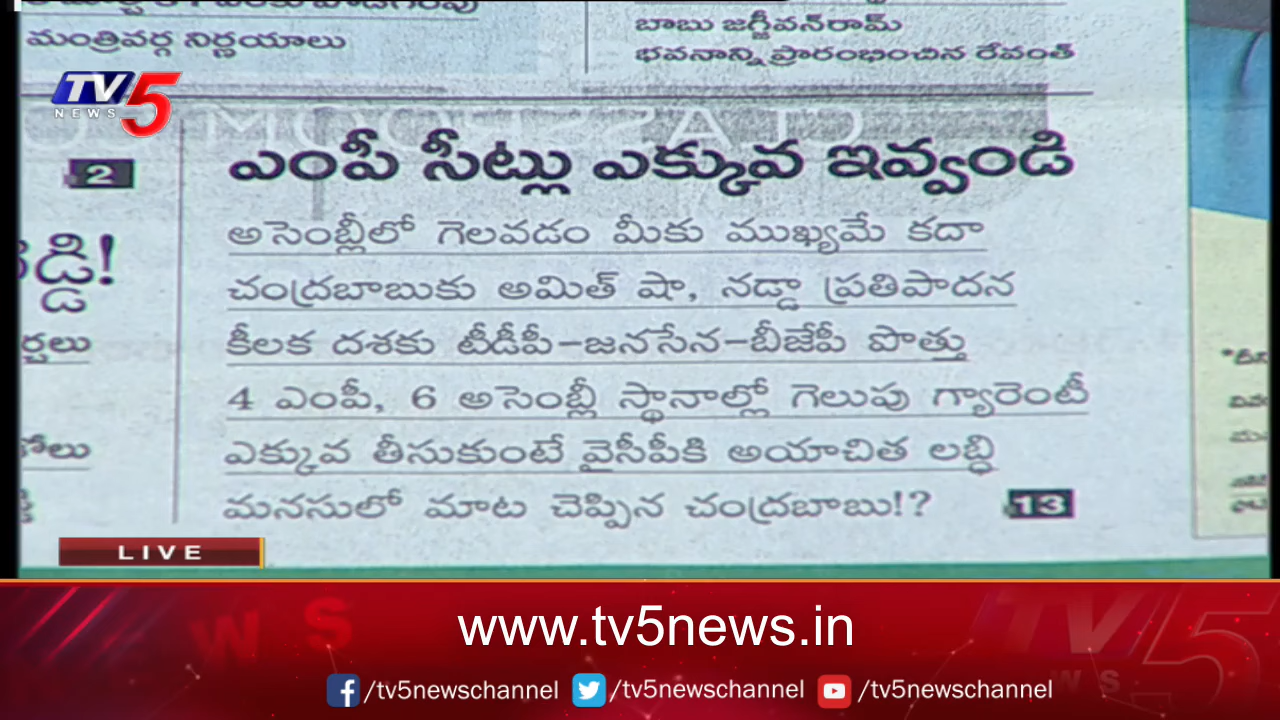 మంత్రివర్గ నిర్ణయాలు
బాబు జగ్జీవన్‌రామ్
భవనాన్ని ప్రారంభించిన రేవంత్
TV5
NEWS
2
ఎంపీ సీట్లు ఎక్కువ ఇవ్వండి
అసెంబ్లీలో గెలవడం మీకు ముఖ్యమే కదా
చంద్రబాబుకు అమిత్ షా, నడ్డా ప్రతిపాదన
కీలక దశకు టీడీపీ-జనసేన-బీజేపీ పొత్తు
4 ఎంపీ, 6 అసెంబ్లీ స్థానాల్లో గెలుపు గ్యారెంటీ
ఎక్కువ తీసుకుంటే వైసీపీకి అయాచిత లబ్ధి
మనసులో మాట చెప్పిన చంద్రబాబు!?
13
LIVE
www.tv5news.in
/tv5newschannel
/tv5newschannel
/tv5newschannel